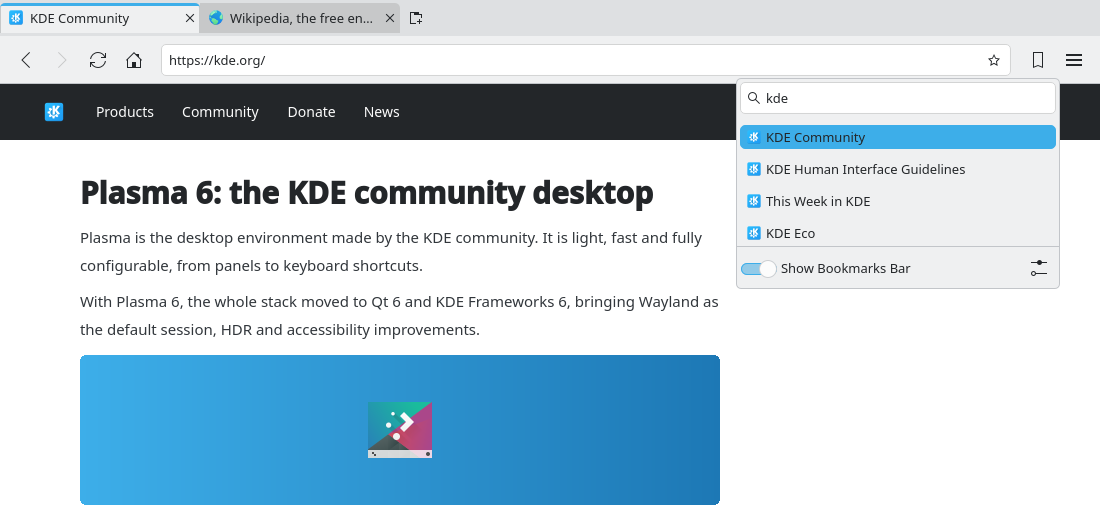 KDE Community
Wikipedia, the free en...
https://kde.org/
Products
Community
Donate
News
kde
KDE Community
KDE Human Interface Guidelines
This Week in KDE
KDE Eco
Show Bookmarks Bar
Plasma 6: the KDE community desktop
Plasma is the desktop environment made by the KDE community. It is light, fast and fully
configurable, from panels to keyboard shortcuts.
With Plasma 6, the whole stack moved to Qt 6 and KDE Frameworks 6, bringing Wayland as
the default session, HDR and accessibility improvements.